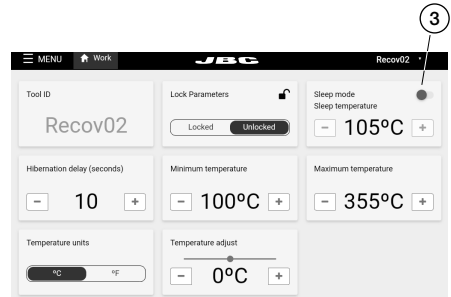 3
MENU Work JBC Recov02
Tool ID
Recov02
Lock Parameters
Locked Unlocked
Sleep mode
Sleep temperature
− 105ºC +
Hibernation delay (seconds)
− 10 +
Minimum temperature
− 100ºC +
Maximum temperature
− 355ºC +
Temperature units
ºC ºF
Temperature adjust
− 0ºC +